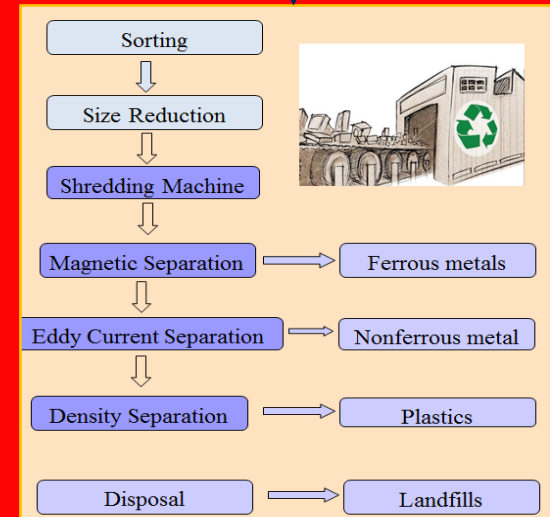 Sorting
Size Reduction
Shredding Machine
Magnetic Separation
Ferrous metals
Eddy Current Separation
Nonferrous metal
Density Separation
Plastics
Disposal
Landfills